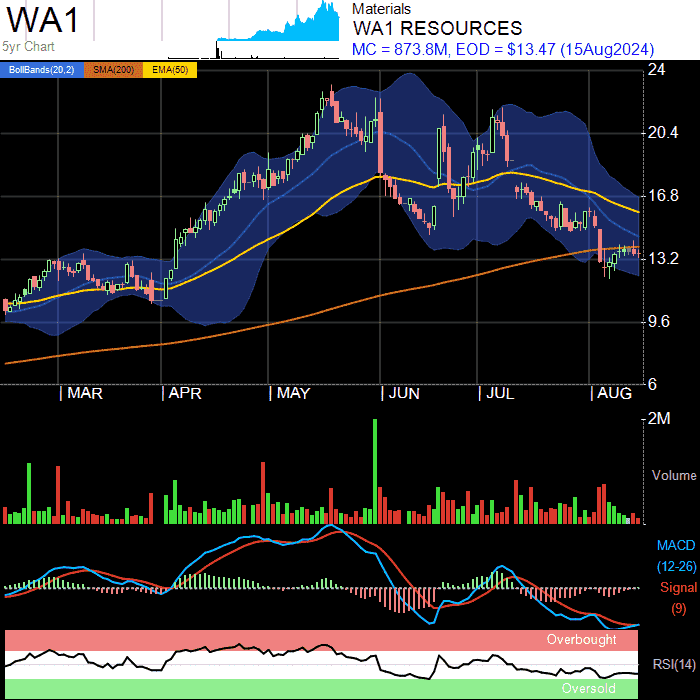 WA1
5yr Chart
Materials
WA1 RESOURCES
MC = 873.8M, EOD = $13.47 (15Aug2024)
BollBands(20,2) SMA(200) EMA(50)
24
20.4
16.8
13.2
9.6
6
MAR APR MAY JUN JUL AUG
2M
Volume
MACD
(12-26)
Signal
(9)
Overbought
RSI(14)
Oversold